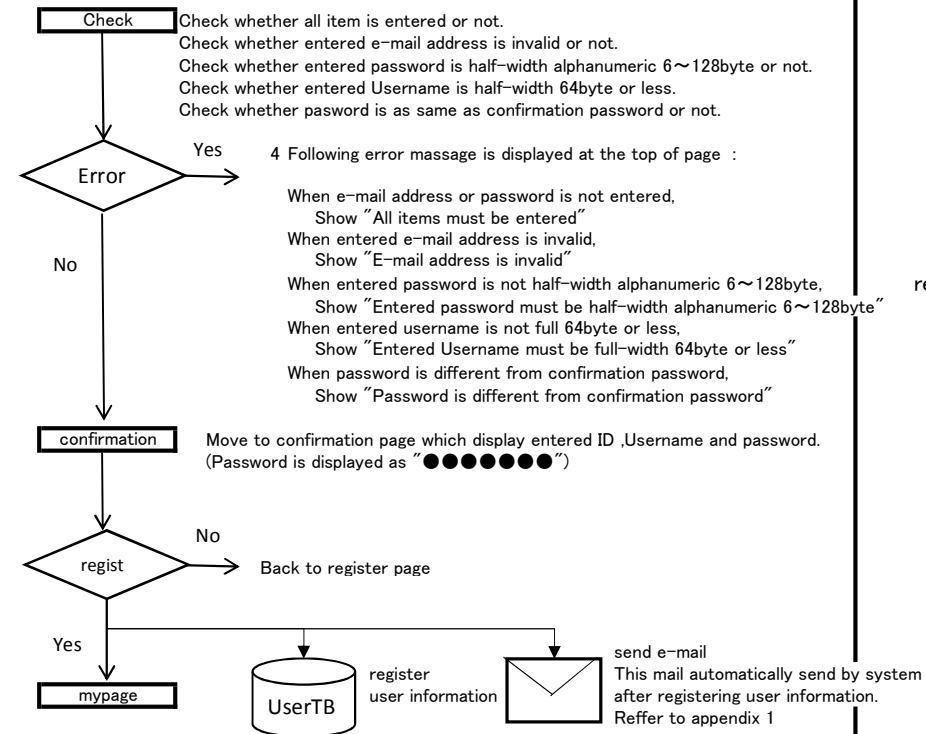 Check
Check whether all item is entered or not.
Check whether entered e-mail address is invalid or not.
Check whether entered password is half-width alphanumeric 6～128byte or not.
Check whether entered Username is half-width 64byte or less.
Check whether pasword is as same as confirmation password or not.
Error
Yes
4 Following error massage is displayed at the top of page :
When e-mail address or password is not entered,
Show "All items must be entered"
When entered e-mail address is invalid,
Show "E-mail address is invalid"
No
When entered password is not half-width alphanumeric 6～128byte,
Show "Entered password must be half-width alphanumeric 6～128byte"
When entered username is not full 64byte or less,
Show "Entered Username must be full-width 64byte or less"
When password is different from confirmation password,
Show "Password is different from confirmation password"
confirmation
Move to confirmation page which display entered ID ,Username and password.
(Password is displayed as "●●●●●●●")
regist
No
Back to register page
Yes
mypage
UserTB
register
user information
send e-mail
This mail automatically send by system
after registering user information.
Reffer to appendix 1